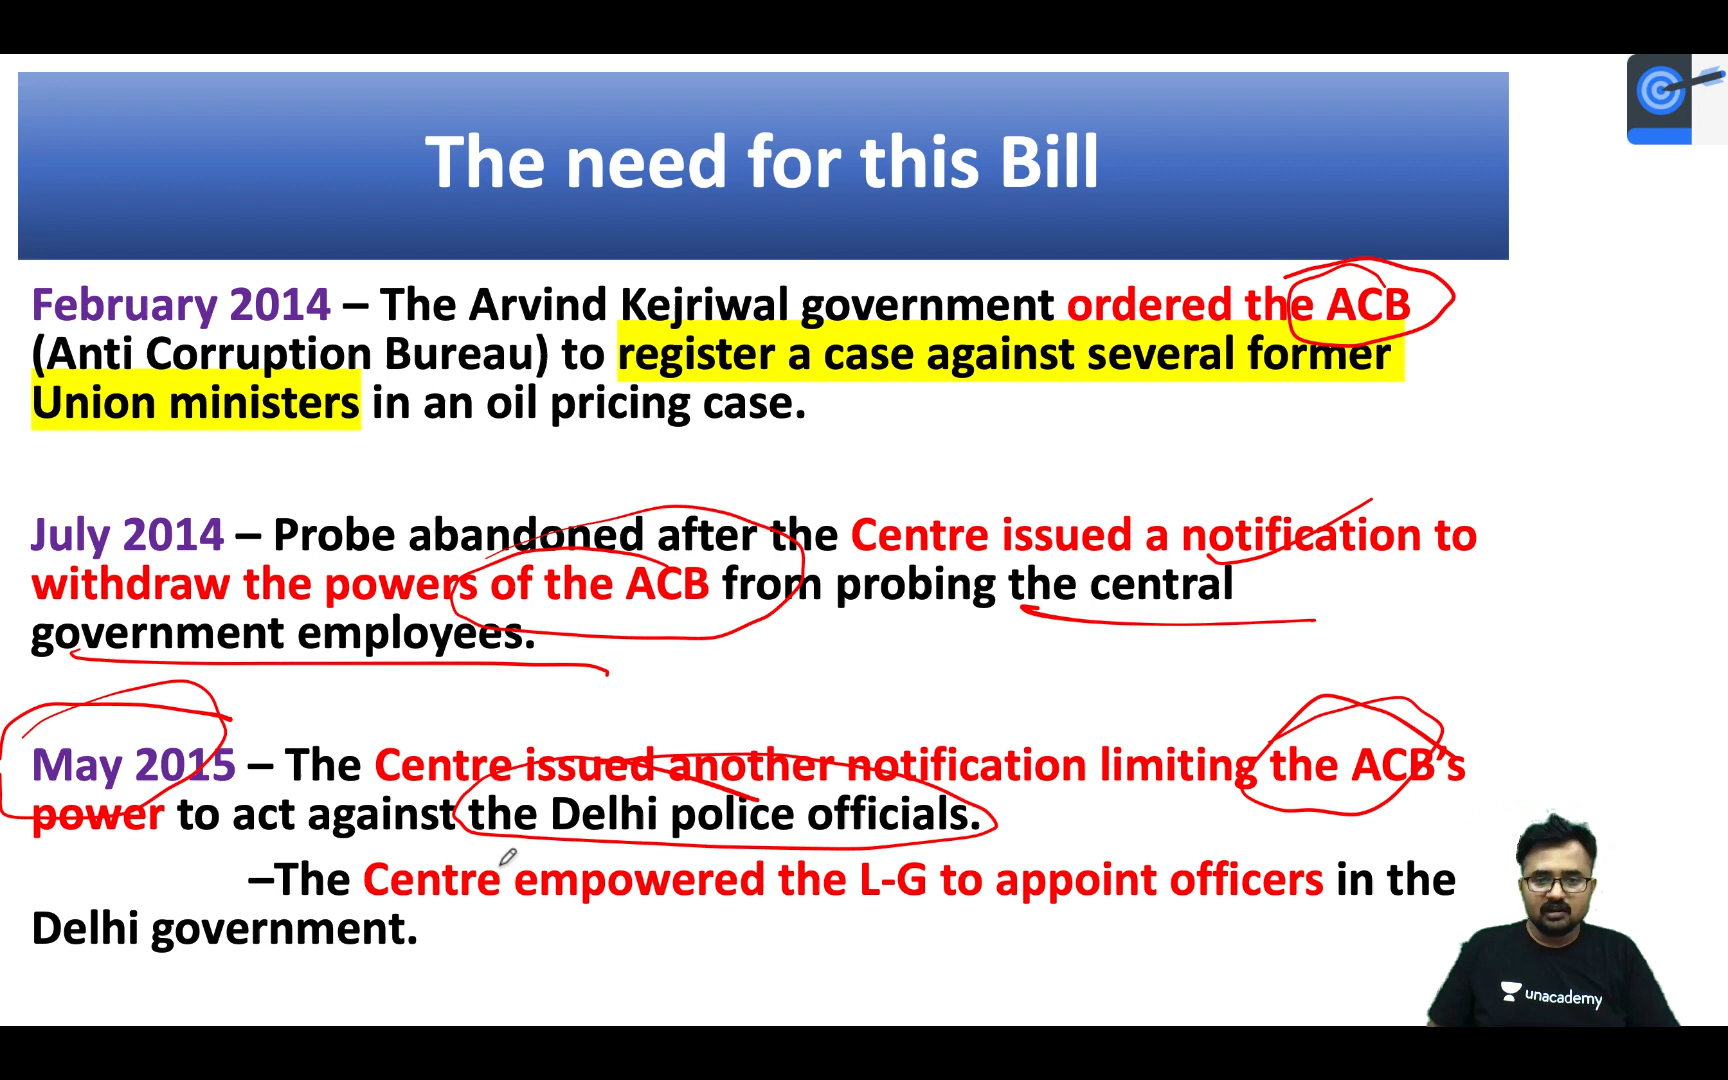 The need for this Bill
February 2014 – The Arvind Kejriwal government ordered the ACB
(Anti Corruption Bureau) to register a case against several former
Union ministers in an oil pricing case.
July 2014 – Probe abandoned after the Centre issued a notification to
withdraw the powers of the ACB from probing the central
government employees.
May 2015 – The Centre issued another notification limiting the ACB's
power to act against the Delhi police officials.
–The Centre empowered the L-G to appoint officers in the
Delhi government.
unacademy